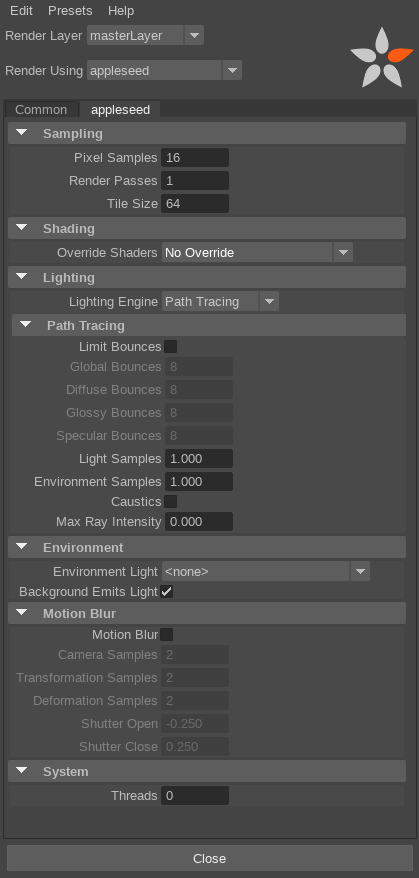 Edit Presets Help
Render Layer masterLayer
Render Using appleseed
Common appleseed
Sampling
Pixel Samples 16
Render Passes 1
Tile Size 64
Shading
Override Shaders No Override
Lighting
Lighting Engine Path Tracing
Path Tracing
Limit Bounces
Global Bounces 8
Diffuse Bounces 8
Glossy Bounces 8
Specular Bounces 8
Light Samples 1.000
Environment Samples 1.000
Caustics
Max Ray Intensity 0.000
Environment
Environment Light <none>
Background Emits Light
Motion Blur
Motion Blur
Camera Samples 2
Transformation Samples 2
Deformation Samples 2
Shutter Open -0.250
Shutter Close 0.250
System
Threads 0
Close